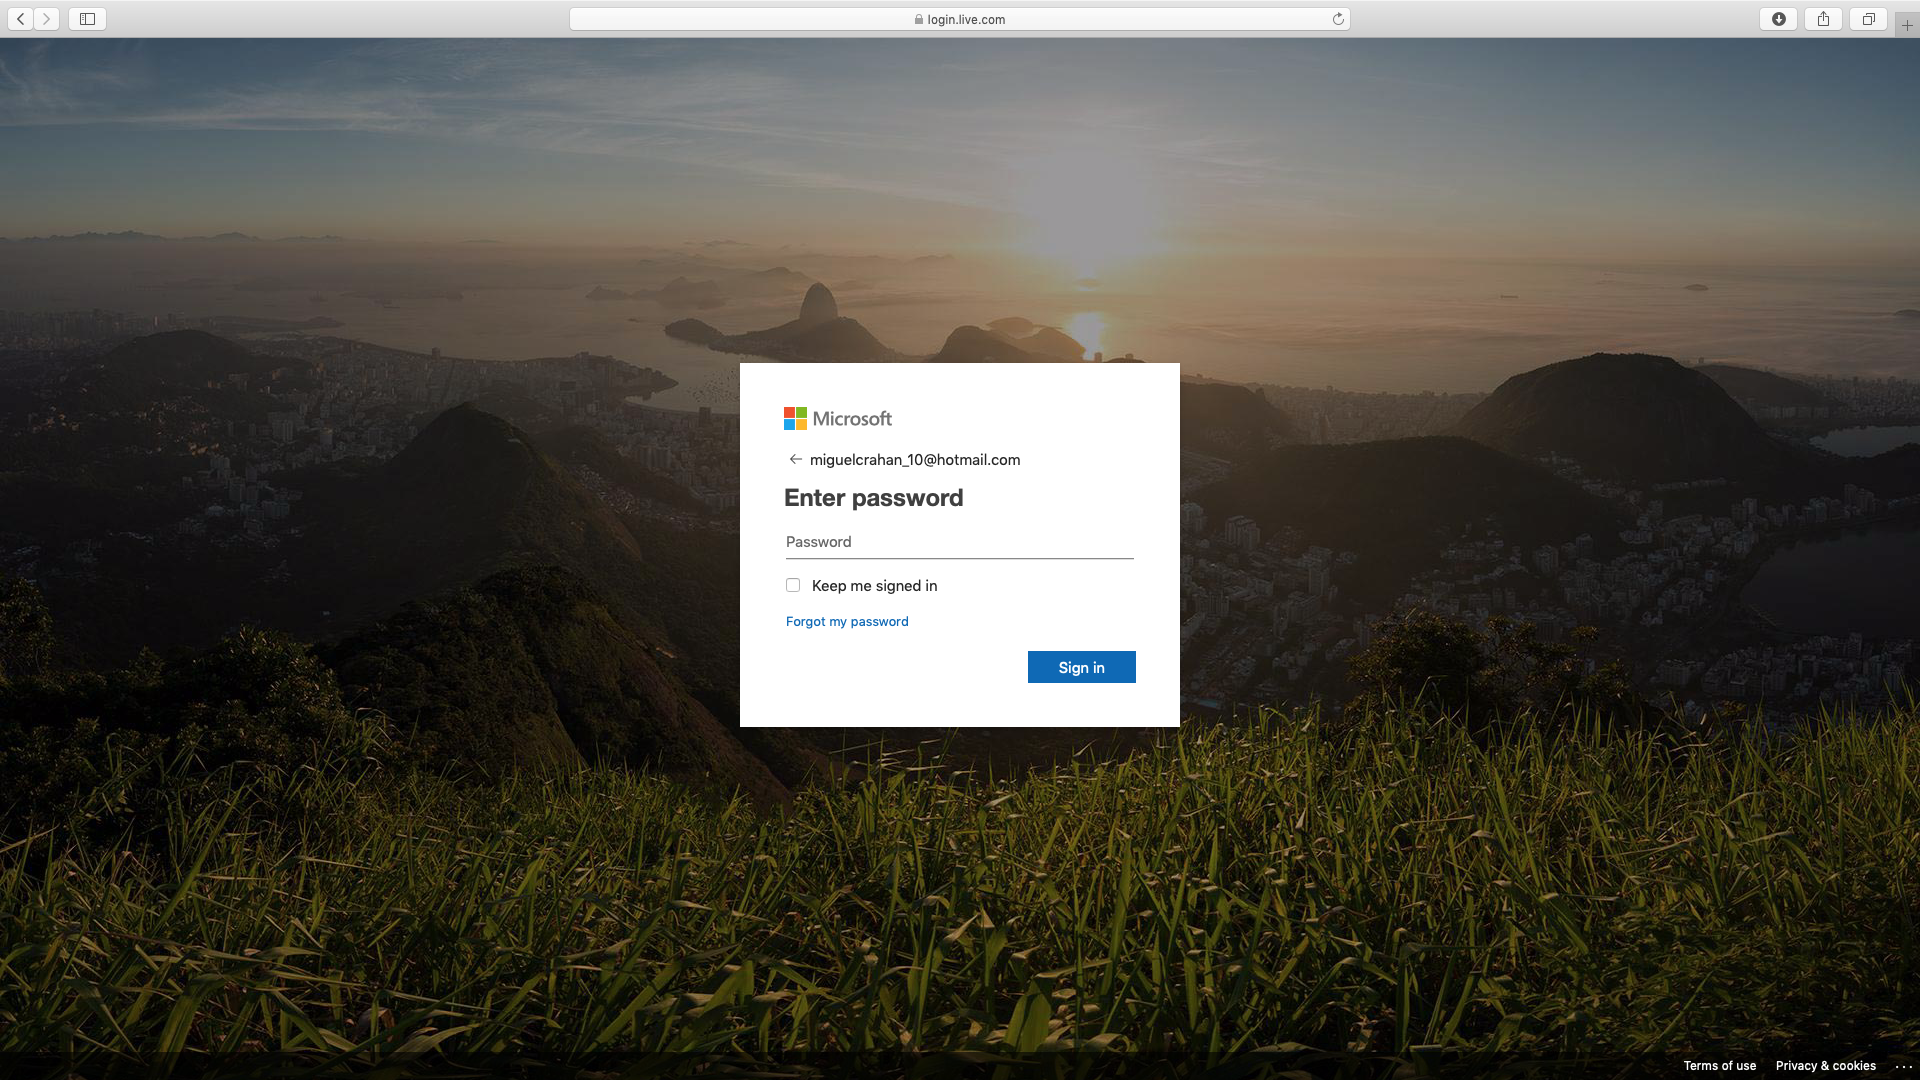 login.live.com
Microsoft
miguelcrahan_10@hotmail.com
Enter password
Password
Keep me signed in
Forgot my password
Sign in
Terms of use Privacy & cookies ...